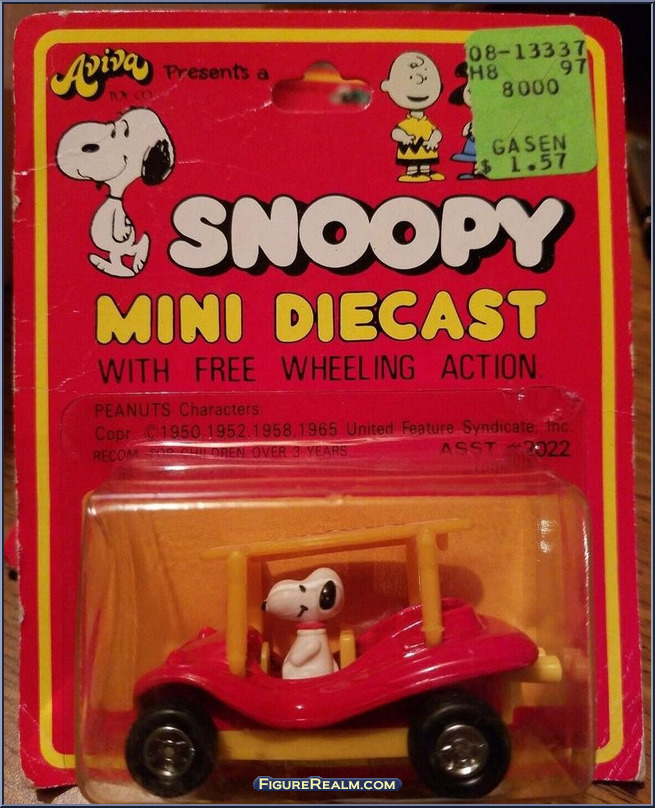 Aviva
TOY CO.
Presents a
08-13337
H8 97
8000
GASEN
$ 1.57
SNOOPY
MINI DIECAST
WITH FREE WHEELING ACTION.
PEANUTS Characters:
Copr. ©1950,1952,1958,1965 United Feature Syndicate, Inc.
RECOM. FOR CHILDREN OVER 3 YEARS
ASST #2022
FIGUREREALM.COM